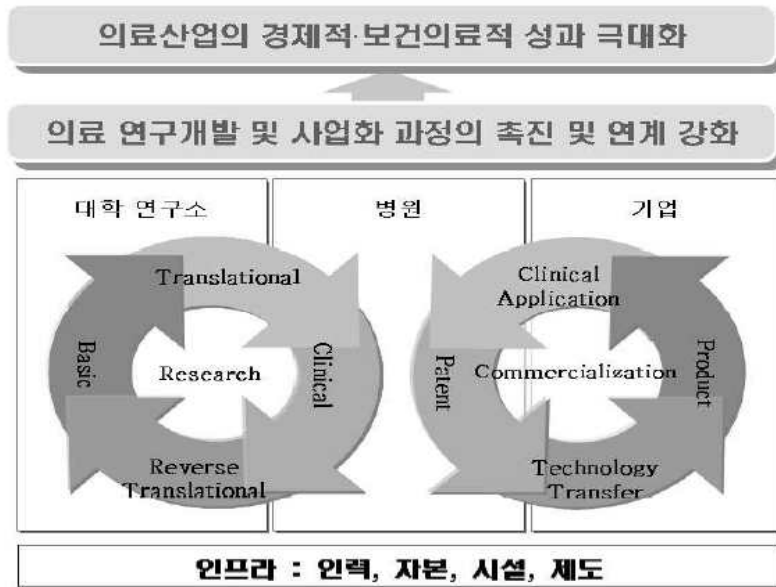 의료산업의 경제적·보건의료적 성과 극대화
의료 연구개발 및 사업화 과정의 촉진 및 연계 강화
대학 연구소
병원
기업
Translational
Basic
Research
Clinical
Reverse
Translational
Clinical
Application
Patent
Commercialization
Product
Technology
Transfer
인프라 : 인력, 자본, 시설, 제도